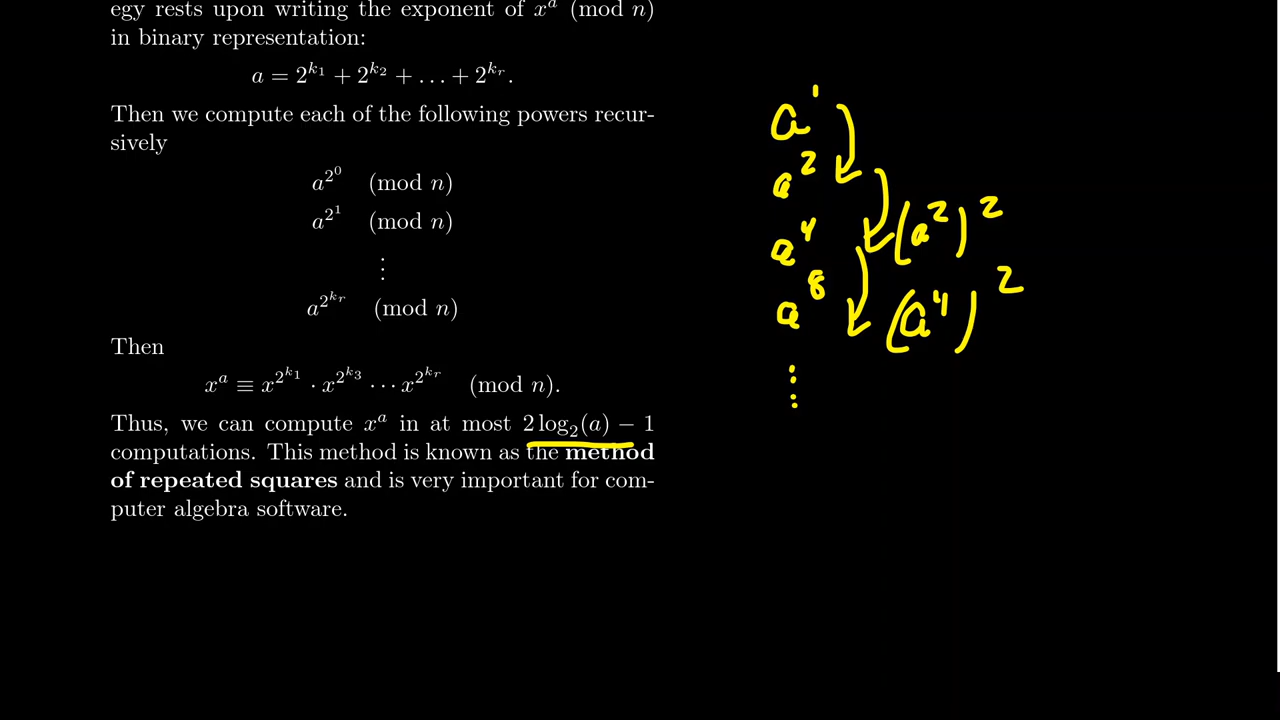 egy rests upon writing the exponent of xᵃ (mod n)
in binary representation:
a = 2^{k_1} + 2^{k_2} + … + 2^{k_r}.
Then we compute each of the following powers recur-
sively
a^{2^0} (mod n)
a^{2^1} (mod n)
⋮
a^{2^{k_r}} (mod n)
Then
x^a ≡ x^{2^{k_1}} · x^{2^{k_3}} ··· x^{2^{k_r}} (mod n).
Thus, we can compute x^a in at most 2 log_2(a) − 1
computations. This method is known as the method
of repeated squares and is very important for com-
puter algebra software.
a^1
a^2
a^4 (a^2)^2
a^8 (a^4)^2
⋮